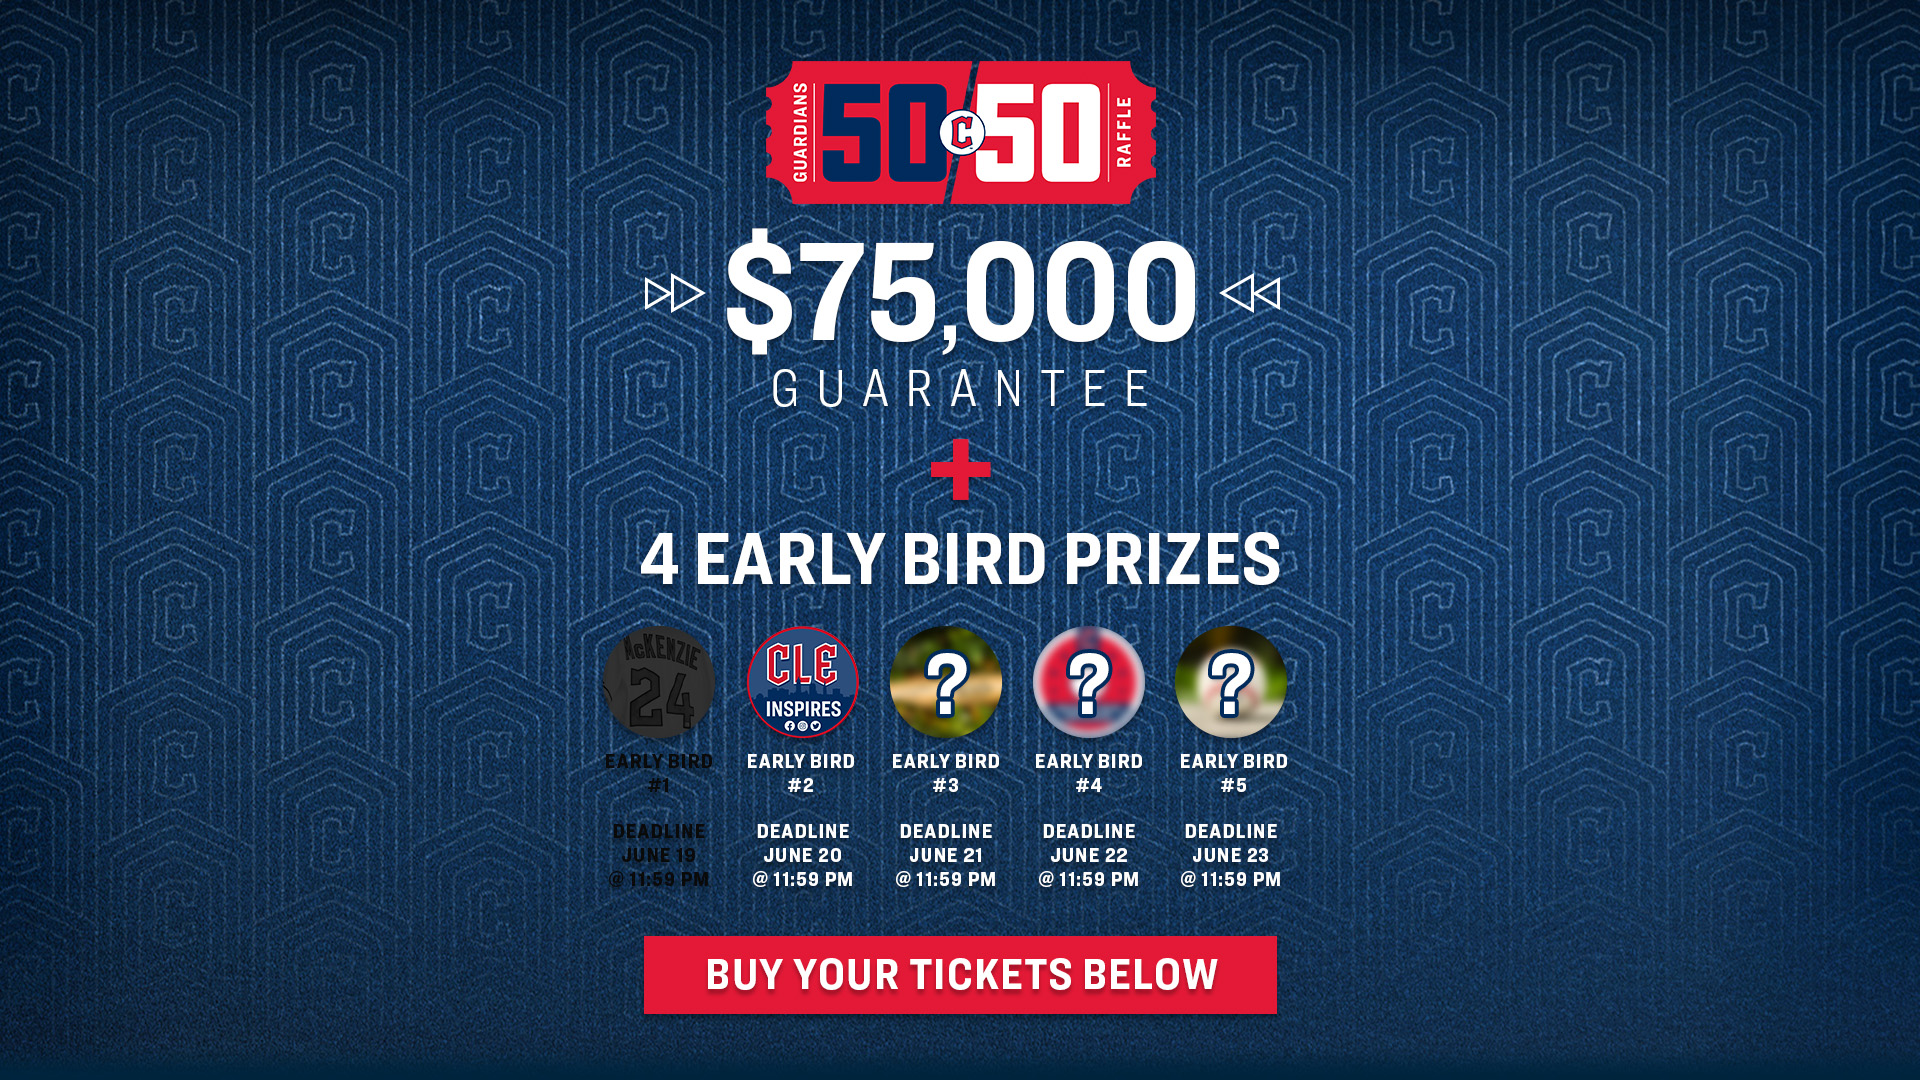 GUARDIANS
50 C 50
RAFFLE
$75,000
GUARANTEE
+
4 EARLY BIRD PRIZES
McKENZIE
24
EARLY BIRD
#1
DEADLINE
JUNE 19
@ 11:59 PM
CLE
INSPIRES
EARLY BIRD
#2
DEADLINE
JUNE 20
@ 11:59 PM
?
EARLY BIRD
#3
DEADLINE
JUNE 21
@ 11:59 PM
?
EARLY BIRD
#4
DEADLINE
JUNE 22
@ 11:59 PM
?
EARLY BIRD
#5
DEADLINE
JUNE 23
@ 11:59 PM
BUY YOUR TICKETS BELOW